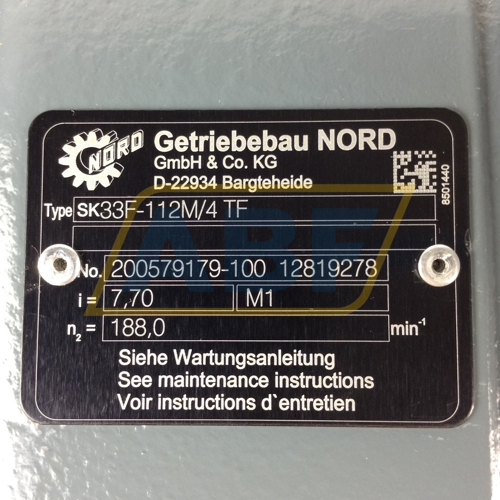 NORD
Getriebebau NORD
GmbH & Co. KG
D-22934 Bargteheide
8501440
Type SK33F-112M/4 TF
No. 200579179-100 12819278
i = 7,70 M1
n₂ = 188,0 min⁻¹
Siehe Wartungsanleitung
See maintenance instructions
Voir instructions d`entretien
ABF